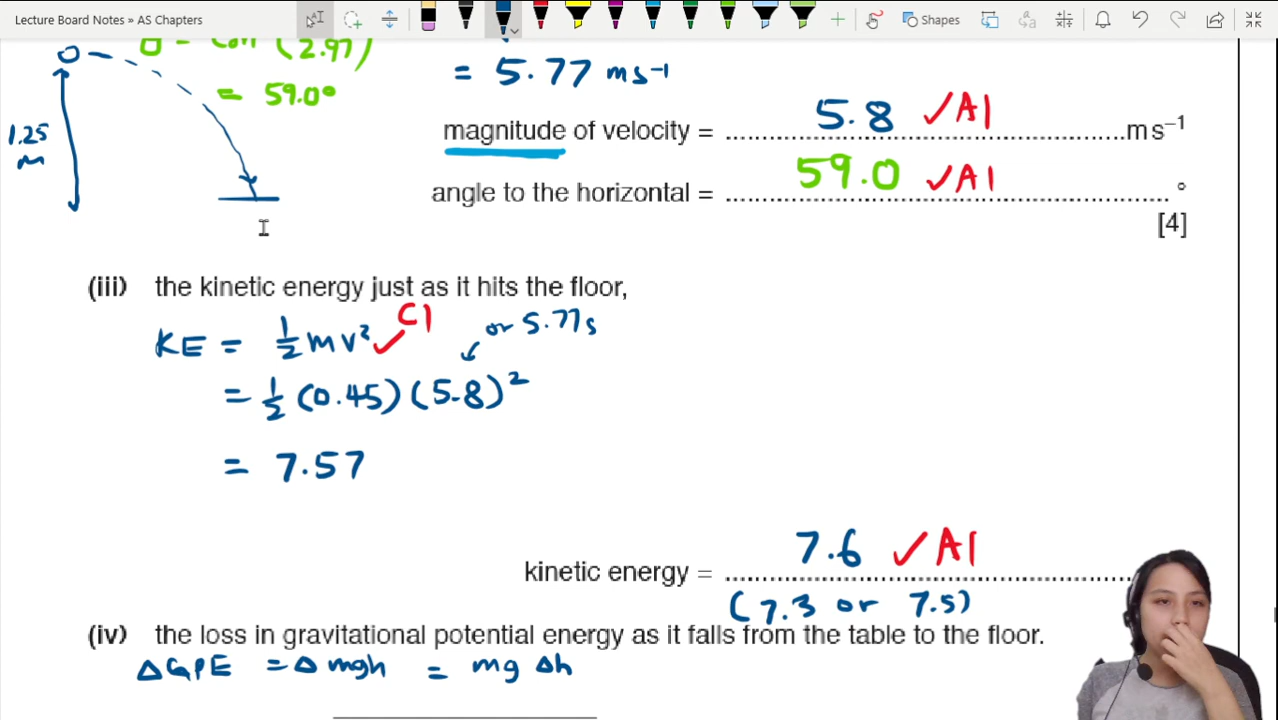 Lecture Board Notes » AS Chapters
Shapes
(2.97)
= 59.0°
1.25
m
= 5.77 ms⁻¹
magnitude of velocity = 5.8 ✓A1 ms⁻¹
angle to the horizontal = 59.0 ✓A1 °
[4]
(iii) the kinetic energy just as it hits the floor,
KE = ½mv² ✓C1
or 5.77s
= ½ (0.45) (5.8)²
= 7.57
kinetic energy = 7.6 ✓A1
(7.3 or 7.5)
(iv) the loss in gravitational potential energy as it falls from the table to the floor.
ΔGPE = Δmgh = mg Δh